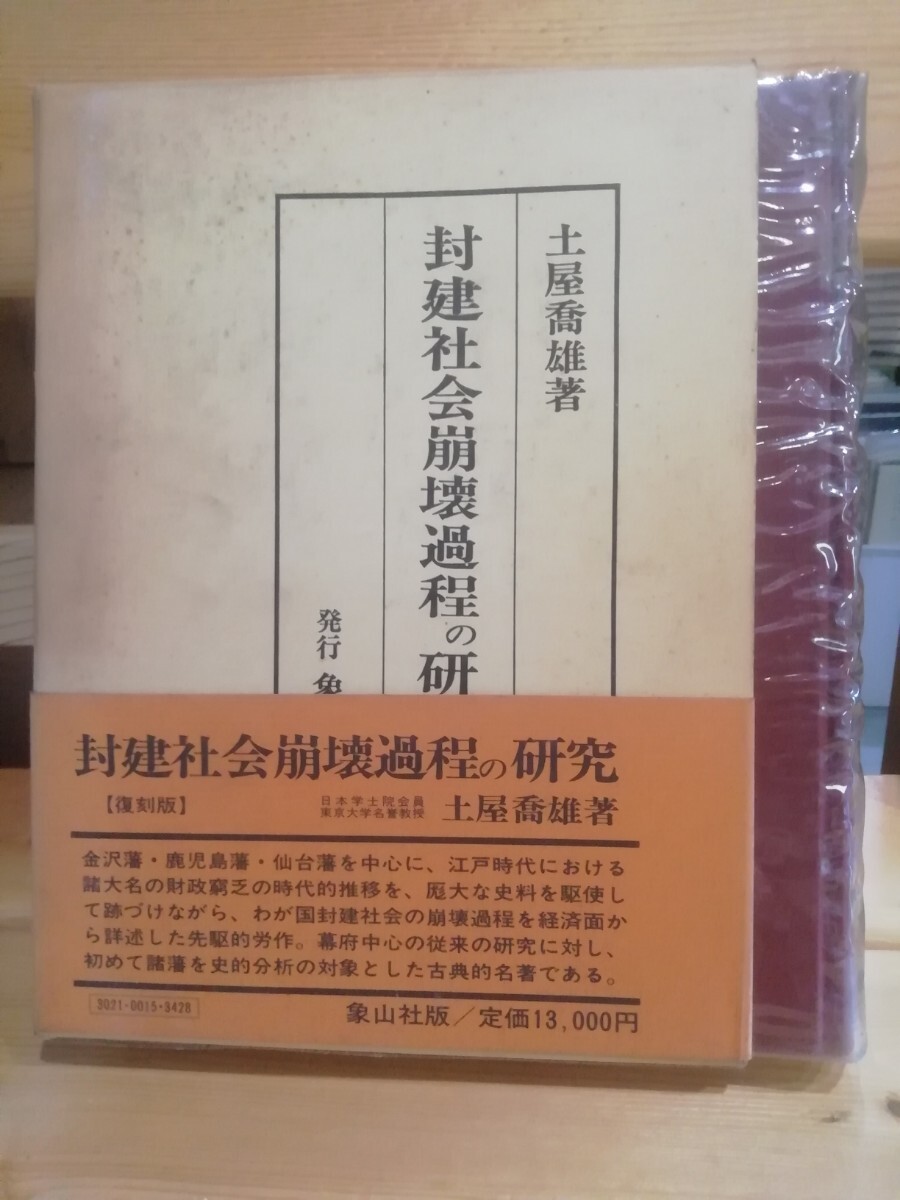 土屋喬雄著
封建社会崩壊過程の研
発行 象
封建社会崩壊過程の研究
【復刻版】
日本学士院会員
東京大学名誉教授
土屋喬雄著
金沢藩・鹿児島藩・仙台藩を中心に、江戸時代における
諸大名の財政窮乏の時代的推移を、厖大な史料を駆使し
て跡づけながら、わが国封建社会の崩壊過程を経済面か
ら詳述した先駆的労作。幕府中心の従来の研究に対し、
初めて諸藩を史的分析の対象とした古典的名著である。
3021-0015-3428
象山社版／定価13,000円